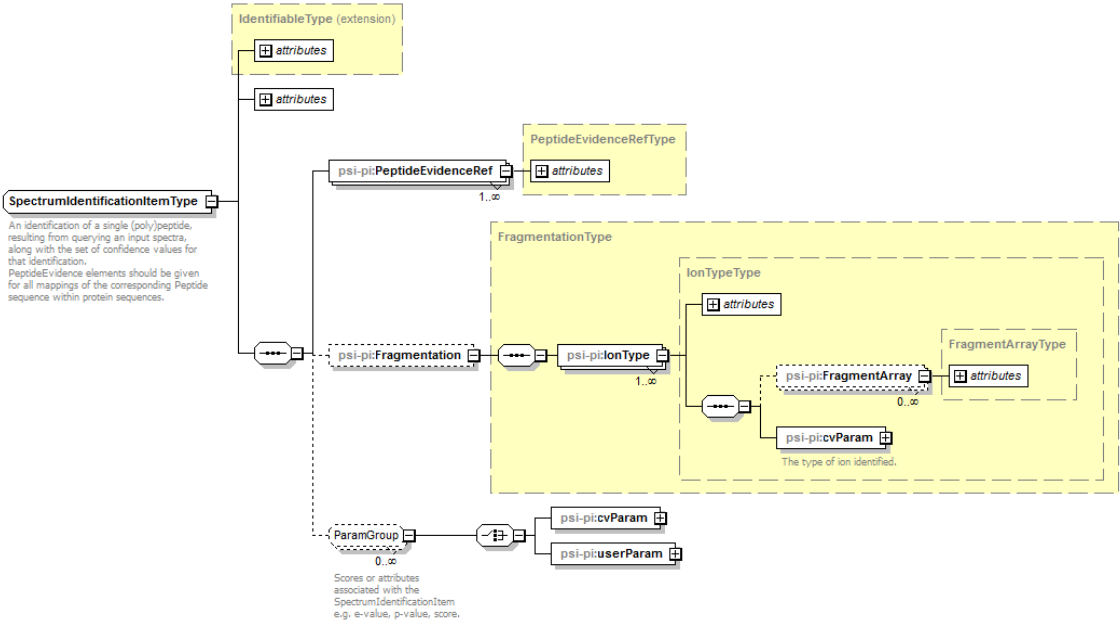 IdentifiableType (extension)
attributes
attributes
PeptideEvidenceRefType
psi-pi:PeptideEvidenceRef
attributes
1..∞
SpectrumIdentificationItemType
An identification of a single (poly)peptide,
resulting from querying an input spectra,
along with the set of confidence values for
that identification.
PeptideEvidence elements should be given
for all mappings of the corresponding Peptide
sequence within protein sequences.
FragmentationType
IonTypeType
attributes
psi-pi:Fragmentation
psi-pi:IonType
1..∞
FragmentArrayType
psi-pi:FragmentArray
attributes
0..∞
psi-pi:cvParam
The type of ion identified.
ParamGroup
0..∞
Scores or attributes
associated with the
SpectrumIdentificationItem
e.g. e-value, p-value, score.
psi-pi:cvParam
psi-pi:userParam